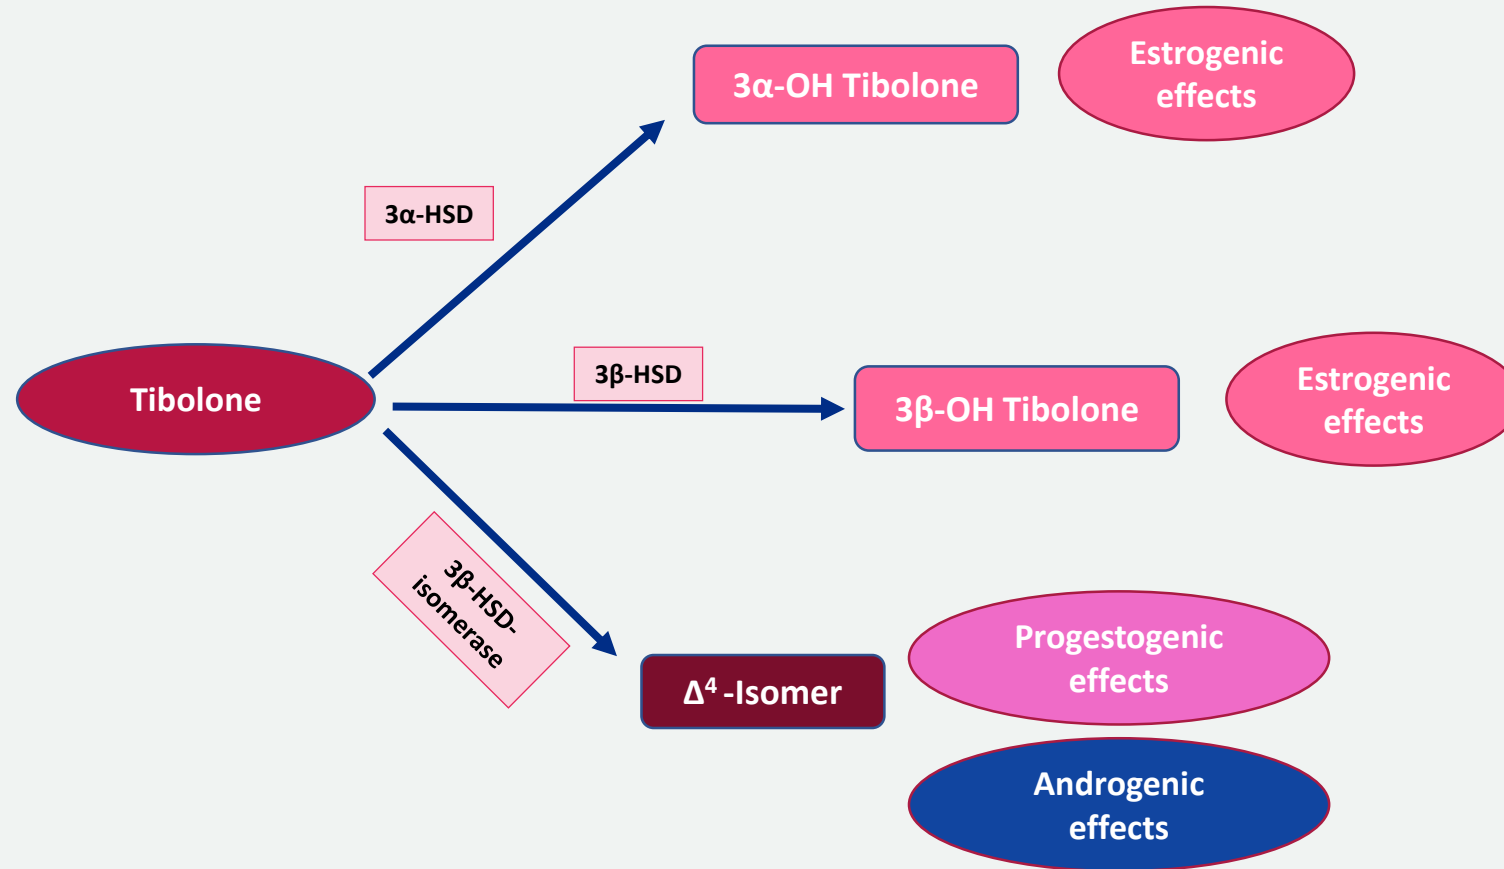 Estrogenic
effects
3α-OH Tibolone
3α-HSD
3β-HSD
Tibolone
3β-OH Tibolone
Estrogenic
effects
3β-HSD-
isomerase
Δ⁴ -Isomer
Progestogenic
effects
Androgenic
effects